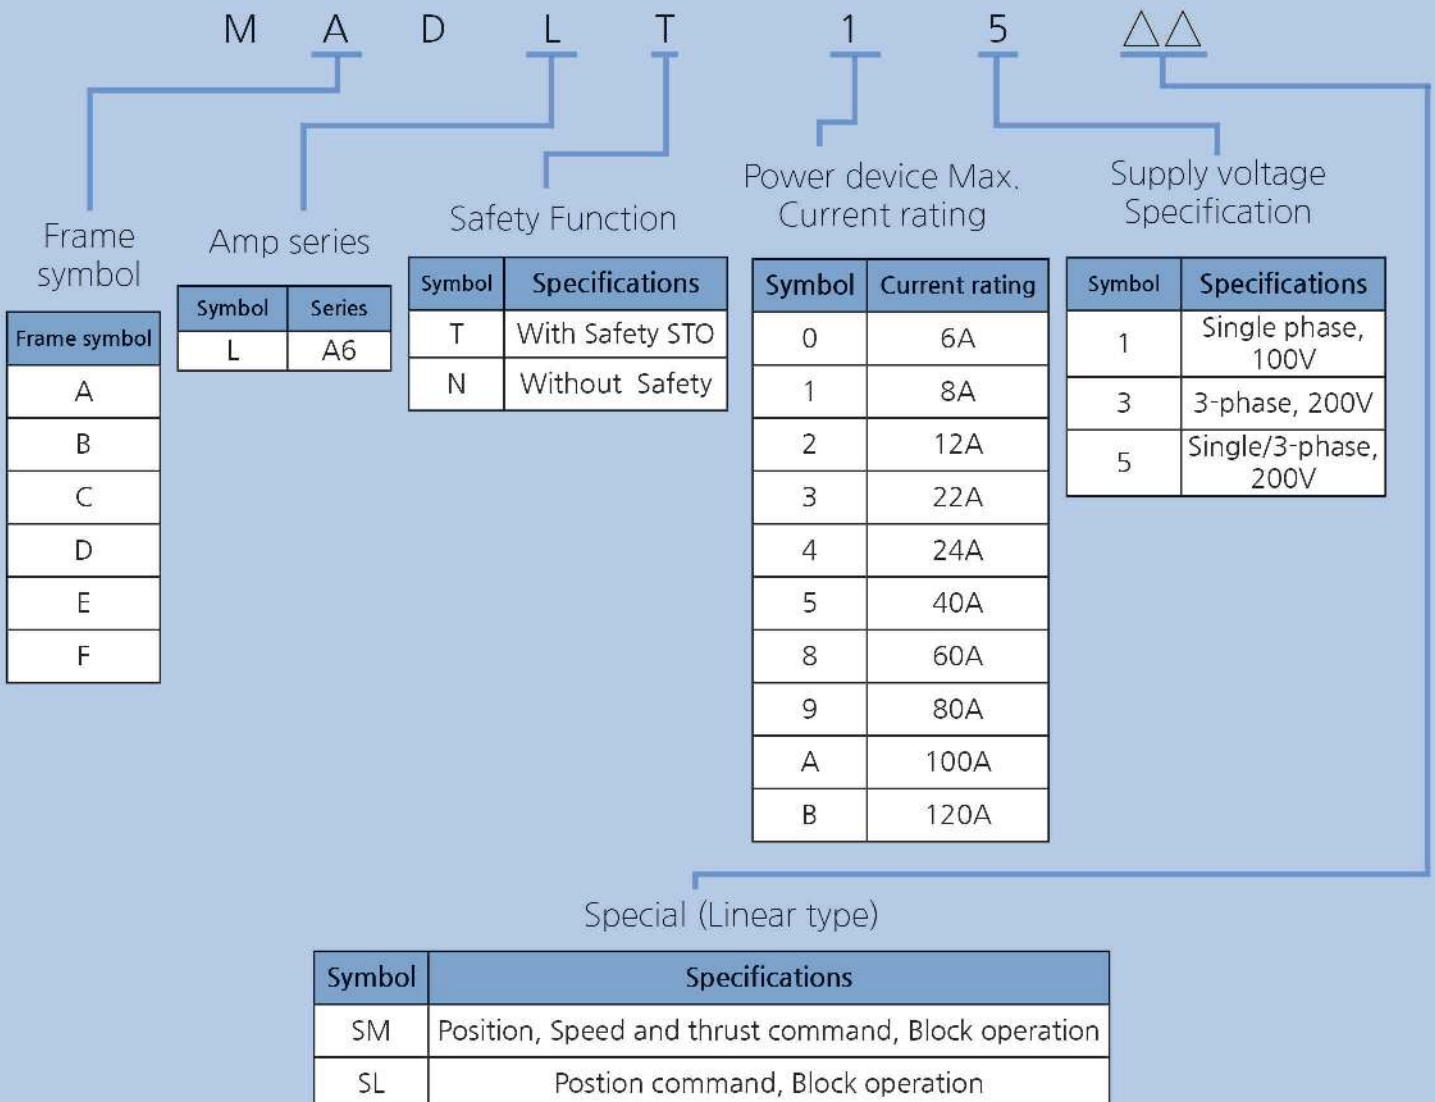 M A D L T 1 5 △△
Frame
symbol
Frame symbol
A
B
C
D
E
F
Amp series
Symbol Series
L A6
Safety Function
Symbol Specifications
T With Safety STO
N Without Safety
Power device Max.
Current rating
Symbol Current rating
0 6A
1 8A
2 12A
3 22A
4 24A
5 40A
8 60A
9 80A
A 100A
B 120A
Supply voltage
Specification
Symbol Specifications
1 Single phase,
100V
3 3-phase, 200V
5 Single/3-phase,
200V
Special (Linear type)
Symbol Specifications
SM Position, Speed and thrust command, Block operation
SL Postion command, Block operation